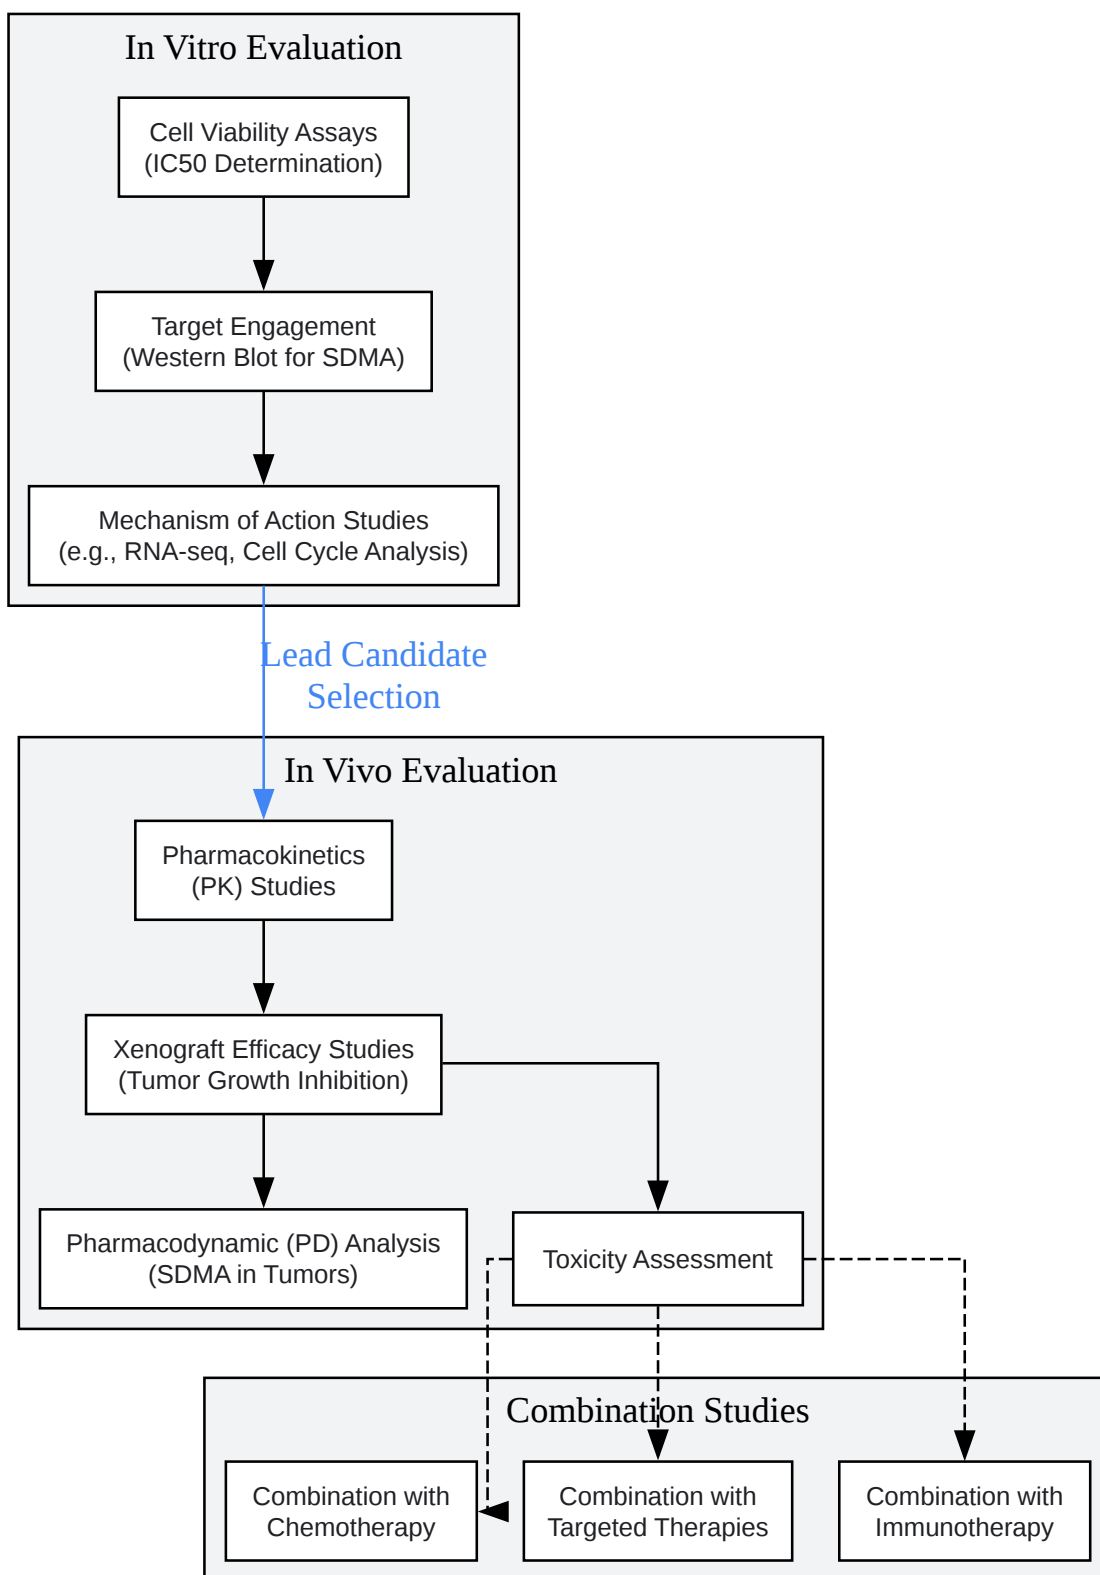 In Vitro Evaluation
Cell Viability Assays
(IC50 Determination)
Target Engagement
(Western Blot for SDMA)
Mechanism of Action Studies
(e.g., RNA-seq, Cell Cycle Analysis)
Lead Candidate
Selection
In Vivo Evaluation
Pharmacokinetics
(PK) Studies
Xenograft Efficacy Studies
(Tumor Growth Inhibition)
Pharmacodynamic (PD) Analysis
(SDMA in Tumors)
Toxicity Assessment
Combination Studies
Combination with
Chemotherapy
Combination with
Targeted Therapies
Combination with
Immunotherapy